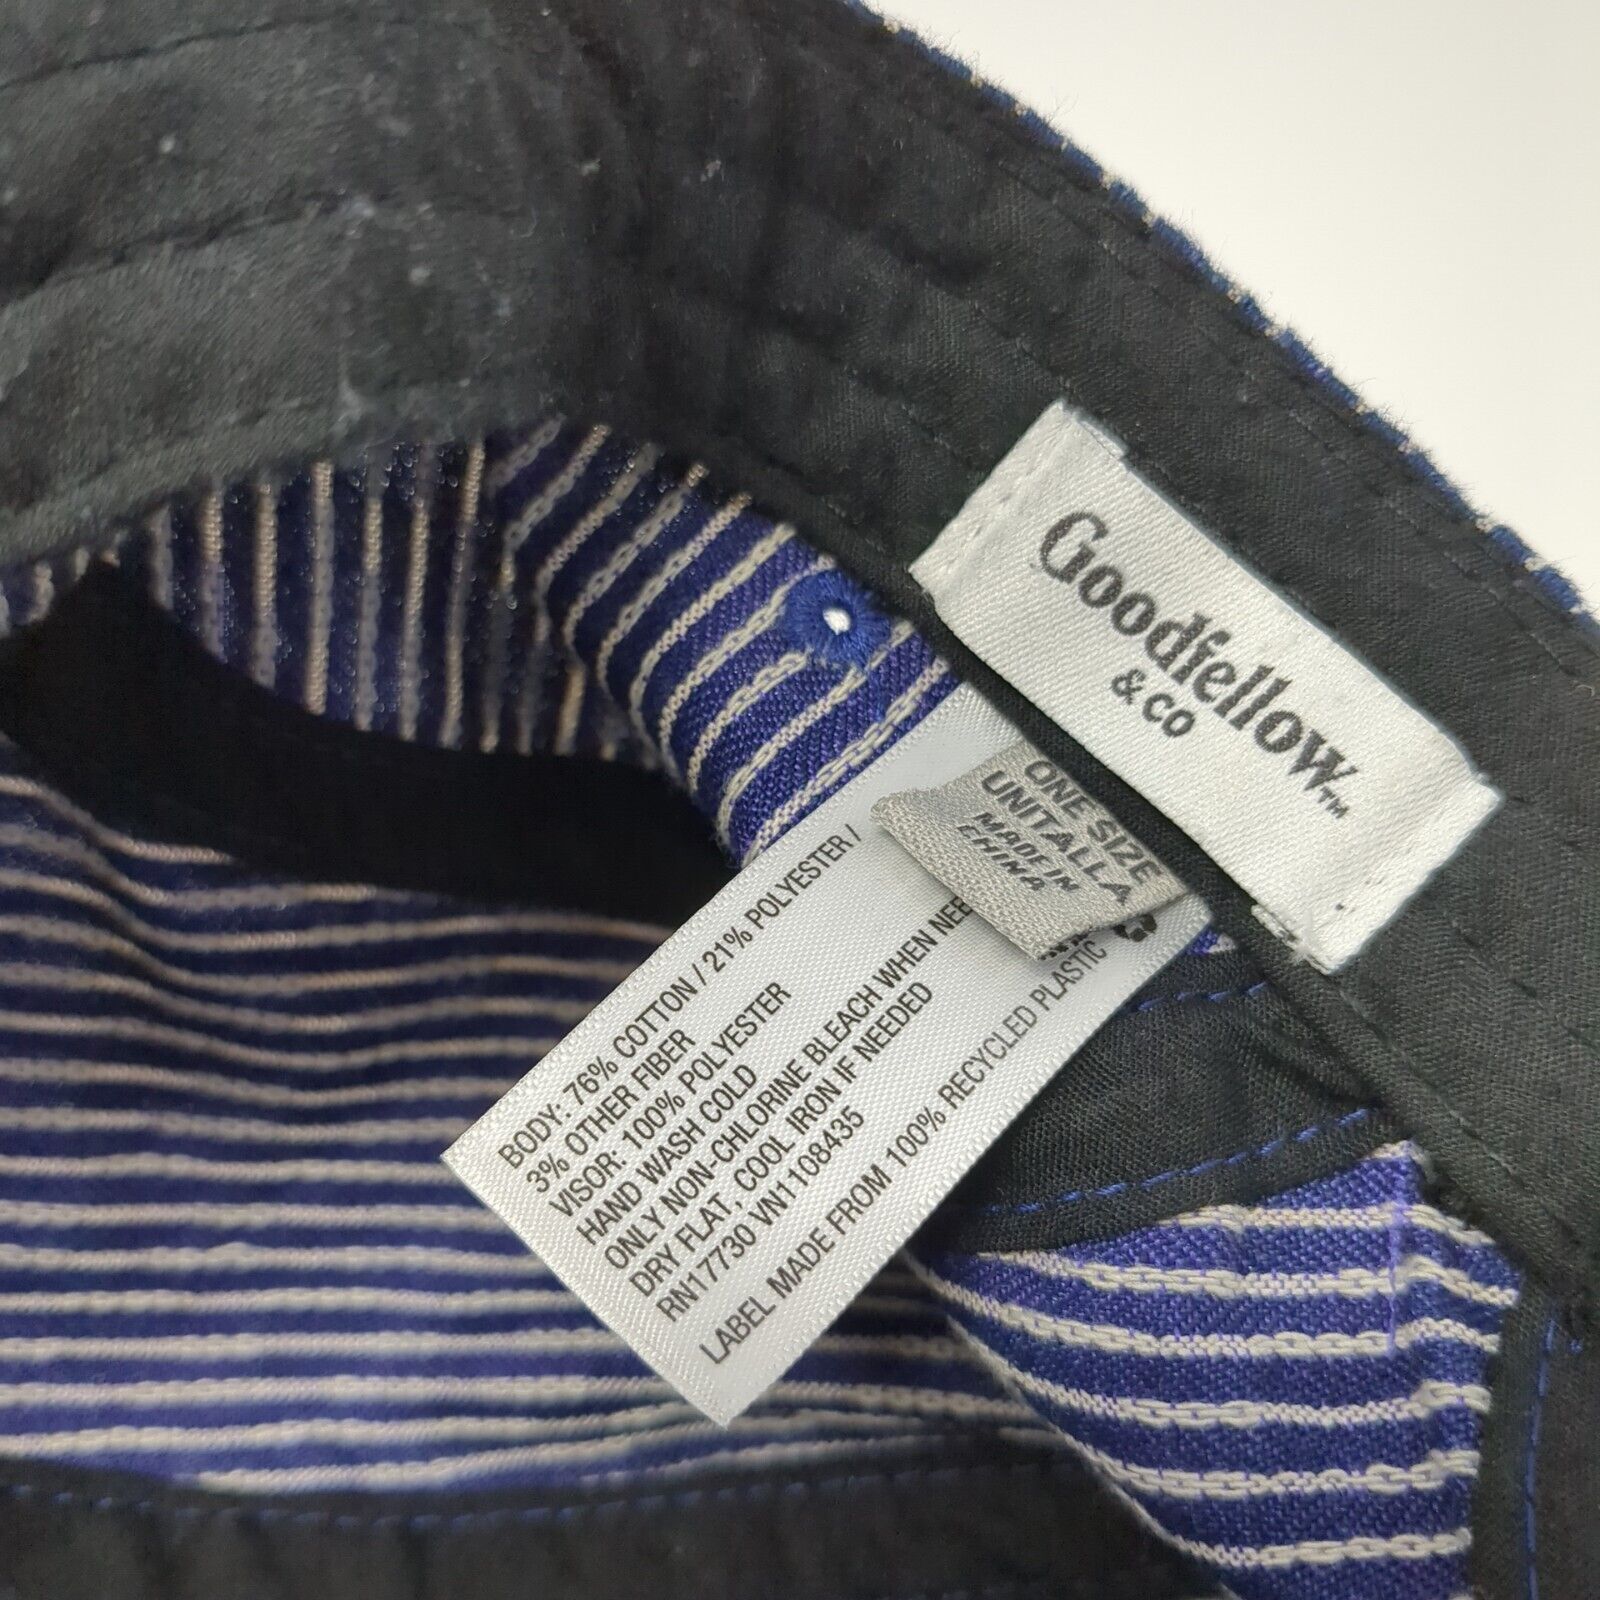 Goodfellow™
& CO
ONE SIZE
UNITALLA
MADE IN
CHINA
BODY: 76% COTTON / 21% POLYESTER /
3% OTHER FIBER
VISOR: 100% POLYESTER
HAND WASH COLD
ONLY NON-CHLORINE BLEACH WHEN
DRY FLAT, COOL IRON IF NEEDED
RN17730 VN1108435
LABEL MADE FROM 100% RECYCLED PLASTIC